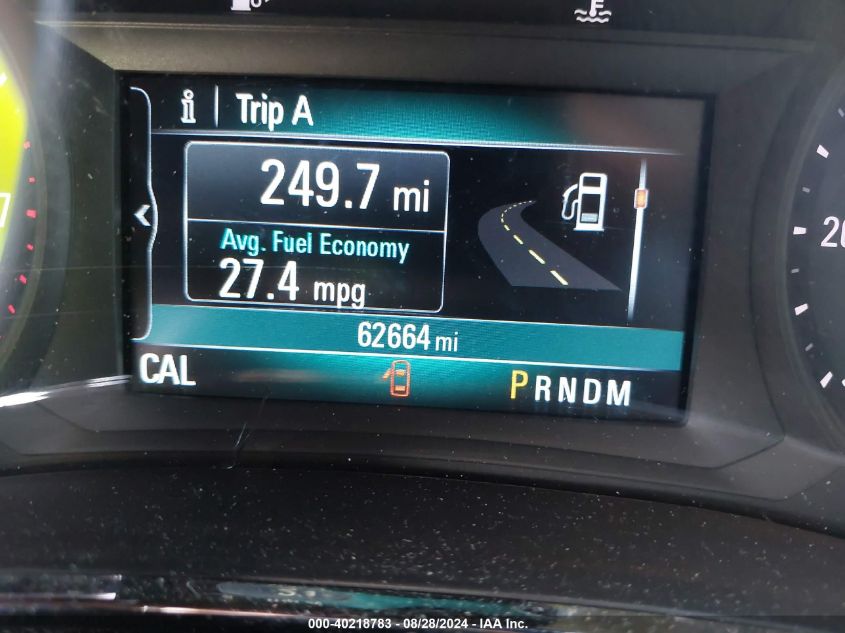 i | Trip A
249.7 mi
Avg. Fuel Economy
27.4 mpg
62664 mi
CAL PRNDM
000-40218783 - 08/28/2024 - IAA Inc.